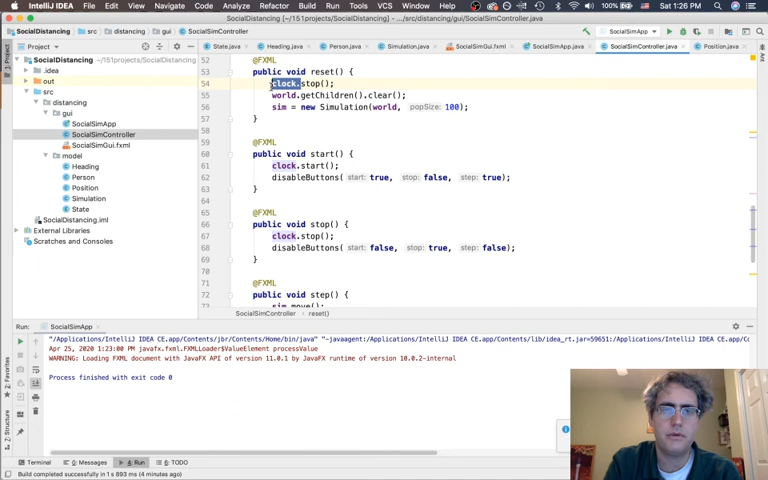 IntelliJ IDEA File Edit View Navigate Code Analyze Refactor Build Run Tools VCS Window Help 100% Sat 1:26 PM
SocialDistancing [~/151projects/SocialDistancing] - .../src/distancing/gui/SocialSimController.java
SocialDistancing src distancing gui SocialSimController SocialSimApp
Project State.java Heading.java Person.java Simulation.java SocialSimGui.fxml SocialSimApp.java SocialSimController.java Position.java
1: Project
Ant
SocialDistancing ~/151projects/SocialDistancing
.idea
out
src
distancing
gui
SocialSimApp
SocialSimController
SocialSimGui.fxml
model
Heading
Person
Position
Simulation
State
SocialDistancing.iml
External Libraries
Scratches and Consoles
52 @FXML
53 public void reset() {
54 clock.stop();
55 world.getChildren().clear();
56 sim = new Simulation(world, popSize: 100);
57 }
58
59 @FXML
60 public void start() {
61 clock.start();
62 disableButtons( start: true, stop: false, step: true);
63 }
64
65 @FXML
66 public void stop() {
67 clock.stop();
68 disableButtons( start: false, stop: true, step: false);
69 }
70
71 @FXML
72 public void step() {
73 sim.move();
SocialSimController reset()
Run: SocialSimApp
"/Applications/IntelliJ IDEA CE.app/Contents/jbr/Contents/Home/bin/java" "-javaagent:/Applications/IntelliJ IDEA CE.app/Contents/lib/idea_rt.jar=59651:/Applications/IntelliJ IDEA CE.app/Co
Apr 25, 2020 1:23:00 PM javafx.fxml.FXMLLoader$ValueElement processValue
WARNING: Loading FXML document with JavaFX API of version 11.0.1 by JavaFX runtime of version 10.0.2-internal
Process finished with exit code 0
2: Favorites
7: Structure
Terminal 0: Messages 4: Run 6: TODO
Build completed successfully in 1 s 893 ms (4 minutes ago)